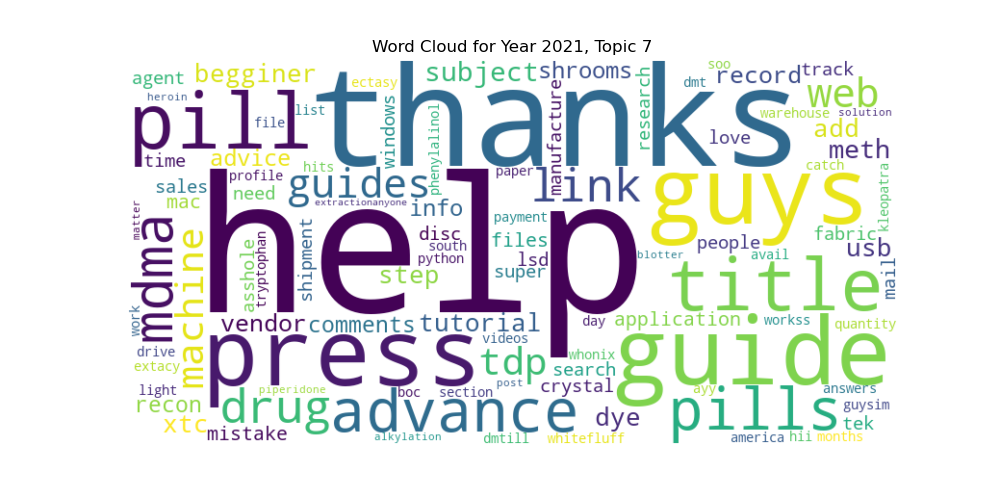 Word Cloud for Year 2021, Topic 7
agent
begginer
subject
shrooms
soo
record
track
heroin
ectasy
dmt
web
pill
file
list
thanks
windows
phenylalinol
manufacture
research
warehouse
solution
add
love
meth
time
advice
hits
profile
paper
catch
sales
mac
need
guides
extractionanyone
link
guys
kleopatra
matter
mdma
machine
asshole
tryptophan
shipment
help
info
disc
south
python
step
payment
files
lsd
super
people
fabric
usb
blotter
avail
mail
title
work
vendor
comments
tutorial
day
application
workss
quantity
drive
extacy
press
videos
tdp
whonix
search
guide
light
piperidone
post
crystal
ayy
answers
recon
drug
boc
section
advance
dye
pills
guysim
tek
xtc
mistake
alkylation
dmtill
whitefluff
america
hii
months